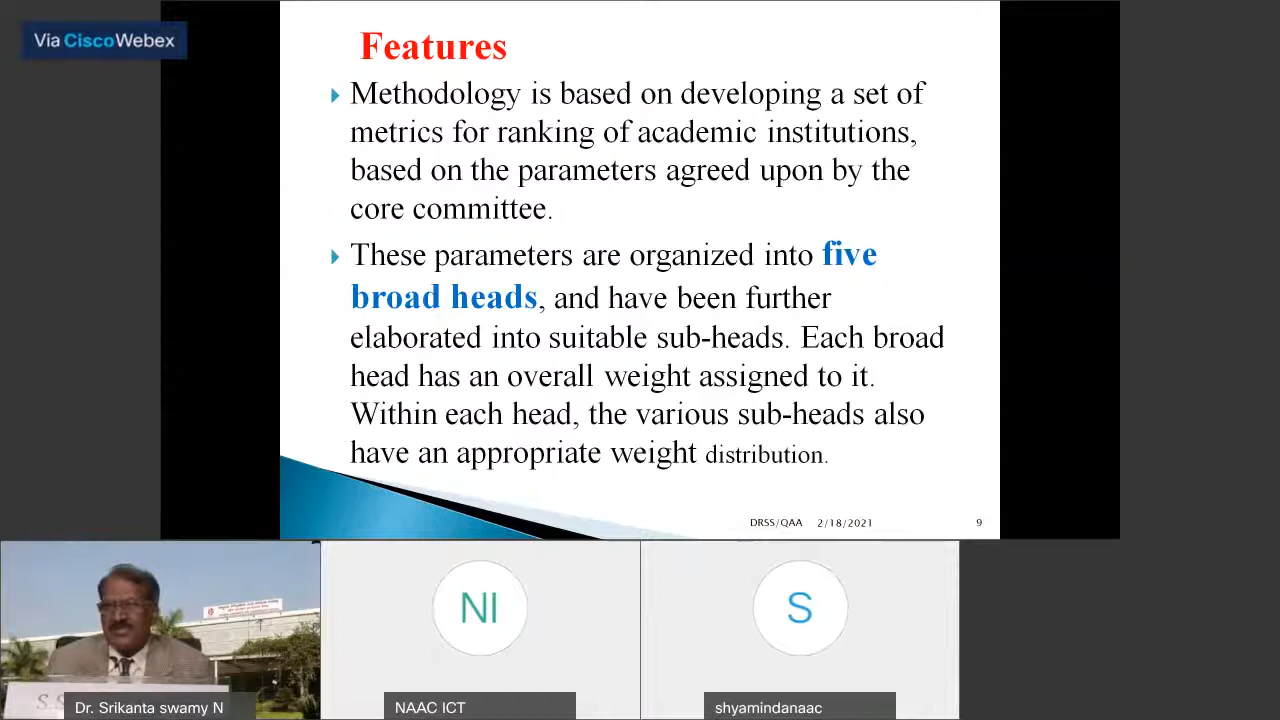 Via CiscoWebex
Features
Methodology is based on developing a set of
metrics for ranking of academic institutions,
based on the parameters agreed upon by the
core committee.
These parameters are organized into five
broad heads, and have been further
elaborated into suitable sub-heads. Each broad
head has an overall weight assigned to it.
Within each head, the various sub-heads also
have an appropriate weight distribution.
DRSS/QAA 2/18/2021 9
NI
S
Dr. Srikanta swamy N
NAAC ICT
shyamindanaac